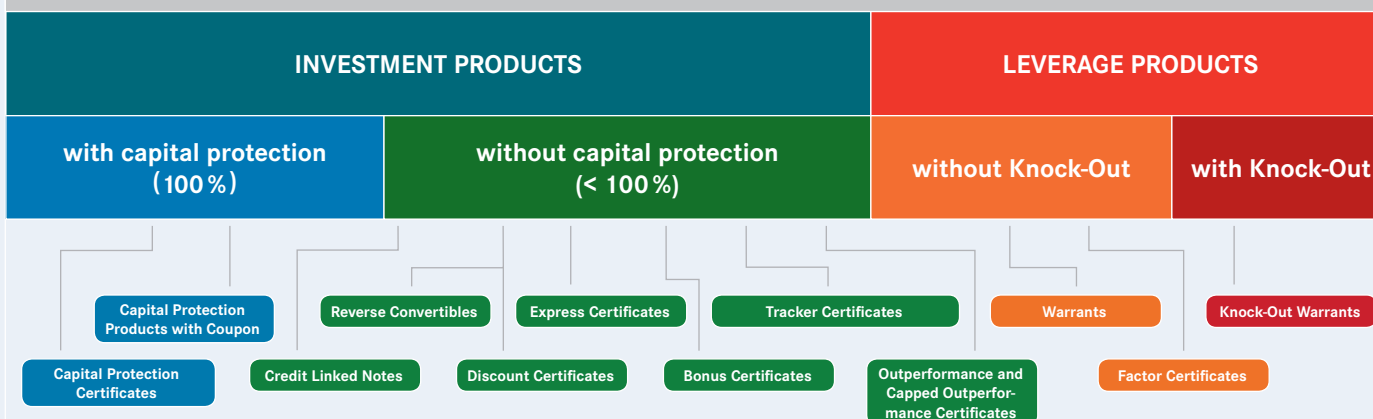 INVESTMENT PRODUCTS
LEVERAGE PRODUCTS
with capital protection
(100 %)
without capital protection
(< 100 %)
without Knock-Out
with Knock-Out
Capital Protection
Products with Coupon
Reverse Convertibles
Express Certificates
Tracker Certificates
Warrants
Knock-Out Warrants
Capital Protection
Certificates
Credit Linked Notes
Discount Certificates
Bonus Certificates
Outperformance and
Capped Outperfor-
mance Certificates
Factor Certificates